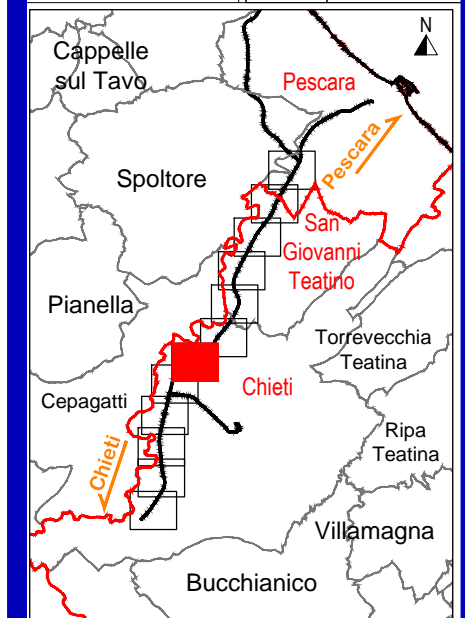 N
Cappelle
sul Tavo
Pescara
Pescara
Spoltore
San
Giovanni
Teatino
Pianella
Torrevecchia
Teatina
Chieti
Cepagatti
Ripa
Teatina
Chieti
Villamagna
Bucchianico